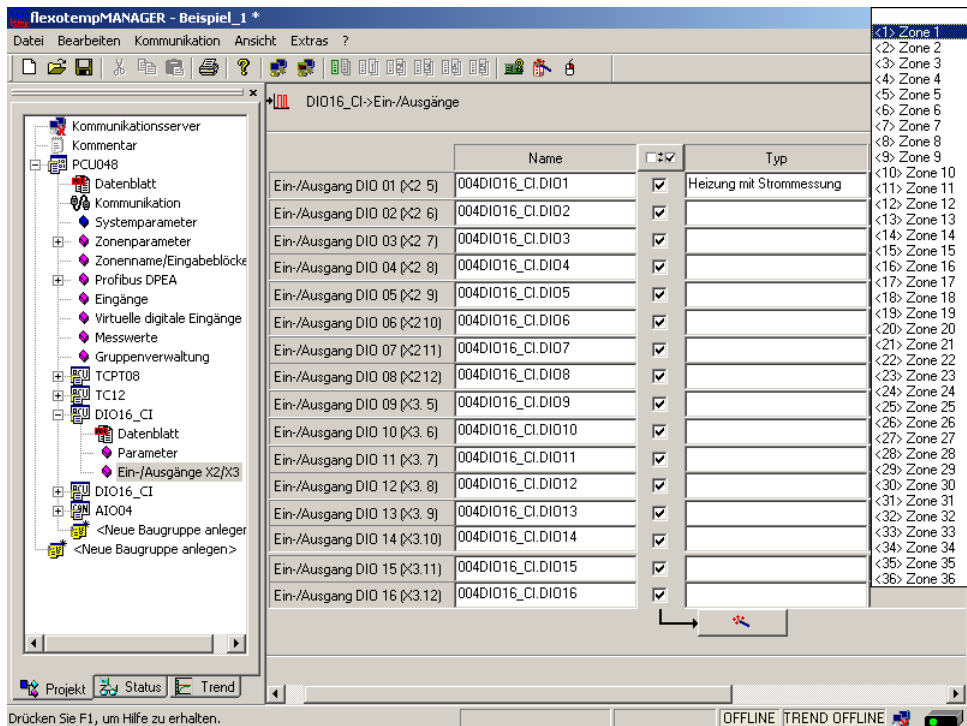 flexotempMANAGER - Beispiel_1 *
Datei Bearbeiten Kommunikation Ansicht Extras ?
DIO16_CI->Ein-/Ausgänge
Kommunikationsserver
Kommentar
PCU048
Datenblatt
Kommunikation
Systemparameter
Zonenparameter
Zonenname/Eingabeblöcke
Profibus DPEA
Eingänge
Virtuelle digitale Eingänge
Messwerte
Gruppenverwaltung
TCPT08
TC12
DIO16_CI
Datenblatt
Parameter
Ein-/Ausgänge X2/X3
DIO16_CI
AIO04
<Neue Baugruppe anleger
<Neue Baugruppe anlegen>
Projekt Status Trend
Name Typ
Ein-/Ausgang DIO 01 (X2 5) 004DIO16_CI.DIO1 Heizung mit Strommessung
Ein-/Ausgang DIO 02 (X2 6) 004DIO16_CI.DIO2
Ein-/Ausgang DIO 03 (X2 7) 004DIO16_CI.DIO3
Ein-/Ausgang DIO 04 (X2 8) 004DIO16_CI.DIO4
Ein-/Ausgang DIO 05 (X2 9) 004DIO16_CI.DIO5
Ein-/Ausgang DIO 06 (X210) 004DIO16_CI.DIO6
Ein-/Ausgang DIO 07 (X211) 004DIO16_CI.DIO7
Ein-/Ausgang DIO 08 (X212) 004DIO16_CI.DIO8
Ein-/Ausgang DIO 09 (X3. 5) 004DIO16_CI.DIO9
Ein-/Ausgang DIO 10 (X3. 6) 004DIO16_CI.DIO10
Ein-/Ausgang DIO 11 (X3. 7) 004DIO16_CI.DIO11
Ein-/Ausgang DIO 12 (X3. 8) 004DIO16_CI.DIO12
Ein-/Ausgang DIO 13 (X3. 9) 004DIO16_CI.DIO13
Ein-/Ausgang DIO 14 (X3.10) 004DIO16_CI.DIO14
Ein-/Ausgang DIO 15 (X3.11) 004DIO16_CI.DIO15
Ein-/Ausgang DIO 16 (X3.12) 004DIO16_CI.DIO16
<1> Zone 1
<2> Zone 2
<3> Zone 3
<4> Zone 4
<5> Zone 5
<6> Zone 6
<7> Zone 7
<8> Zone 8
<9> Zone 9
<10> Zone 10
<11> Zone 11
<12> Zone 12
<13> Zone 13
<14> Zone 14
<15> Zone 15
<16> Zone 16
<17> Zone 17
<18> Zone 18
<19> Zone 19
<20> Zone 20
<21> Zone 21
<22> Zone 22
<23> Zone 23
<24> Zone 24
<25> Zone 25
<26> Zone 26
<27> Zone 27
<28> Zone 28
<29> Zone 29
<30> Zone 30
<31> Zone 31
<32> Zone 32
<33> Zone 33
<34> Zone 34
<35> Zone 35
<36> Zone 36
Drücken Sie F1, um Hilfe zu erhalten. OFFLINE TREND OFFLINE